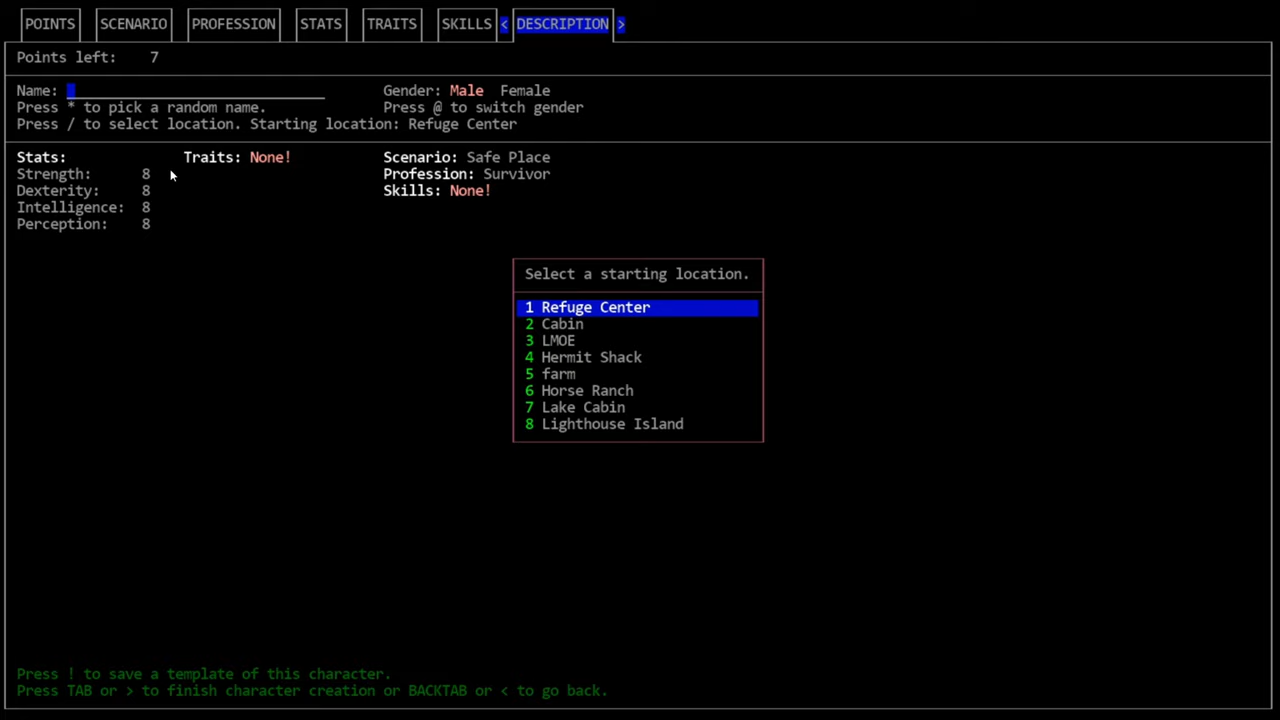 POINTS SCENARIO PROFESSION STATS TRAITS SKILLS < DESCRIPTION >
Points left: 7
Name: Gender: Male Female
Press * to pick a random name. Press @ to switch gender
Press / to select location. Starting location: Refuge Center
Stats: Traits: None! Scenario: Safe Place
Strength: 8 Profession: Survivor
Dexterity: 8 Skills: None!
Intelligence: 8
Perception: 8
Select a starting location.
1 Refuge Center
2 Cabin
3 LMOE
4 Hermit Shack
5 farm
6 Horse Ranch
7 Lake Cabin
8 Lighthouse Island
Press ! to save a template of this character.
Press TAB or > to finish character creation or BACKTAB or < to go back.